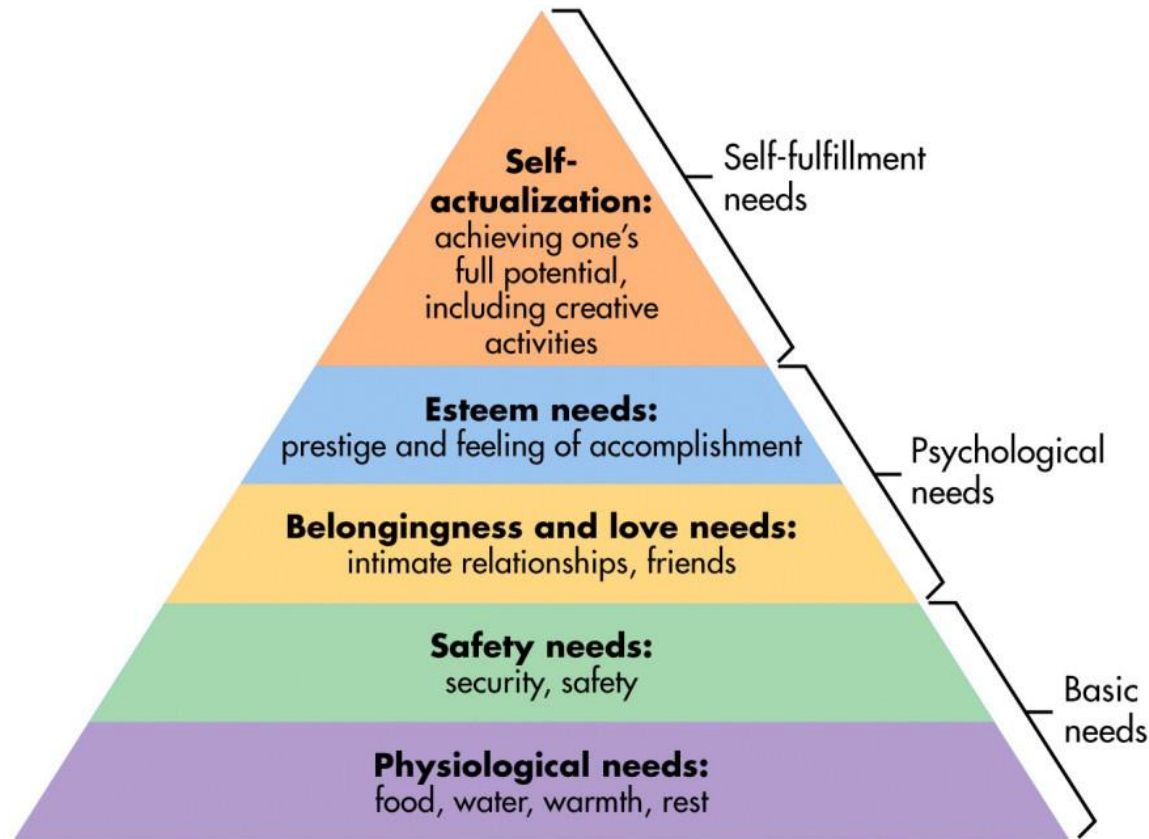 Self-
actualization:
achieving one's
full potential,
including creative
activities
Self-fulfillment
needs
Esteem needs:
prestige and feeling of accomplishment
Psychological
needs
Belongingness and love needs:
intimate relationships, friends
Safety needs:
security, safety
Basic
needs
Physiological needs:
food, water, warmth, rest